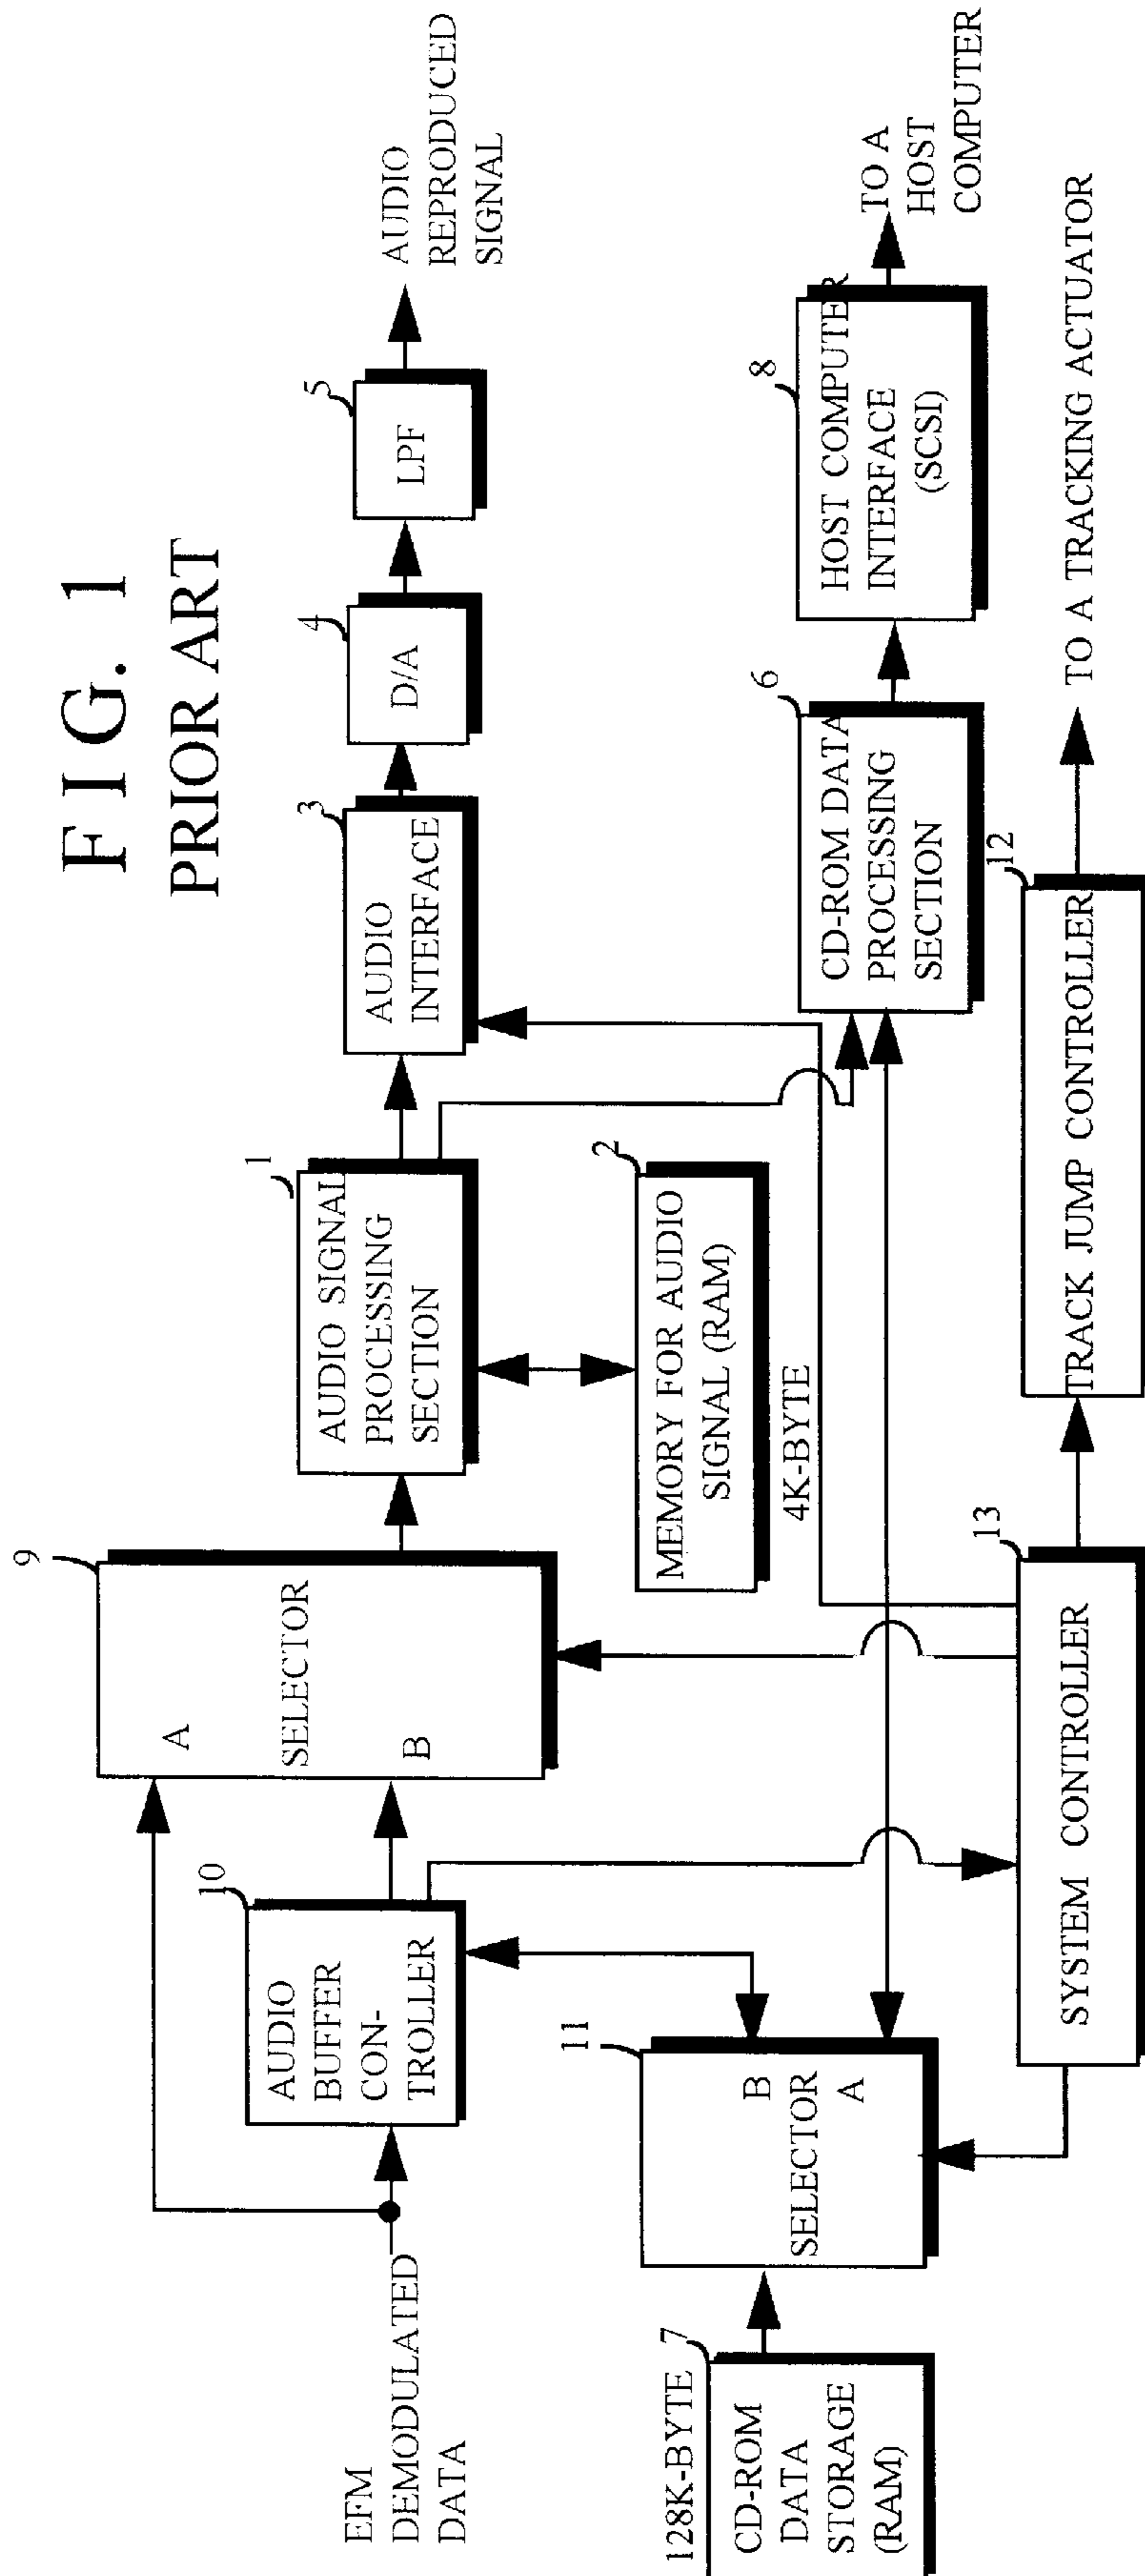 F I G. 1
PRIOR ART
EFM
DEMODULATED
DATA
10
AUDIO
BUFFER
CON-
TROLLER
9
A
SELECTOR
B
1
AUDIO SIGNAL
PROCESSING
SECTION
3
AUDIO
INTERFACE
4
D/A
5
LPF
AUDIO
REPRODUCED
SIGNAL
2
MEMORY FOR AUDIO
SIGNAL (RAM)
4K-BYTE
128K-BYTE
7
CD-ROM
DATA
STORAGE
(RAM)
11
B
SELECTOR
A
6
CD-ROM DATA
PROCESSING
SECTION
8
HOST COMPUTER
INTERFACE
(SCSI)
TO A
HOST
COMPUTER
13
SYSTEM CONTROLLER
12
TRACK JUMP CONTROLLER
TO A TRACKING ACTUATOR